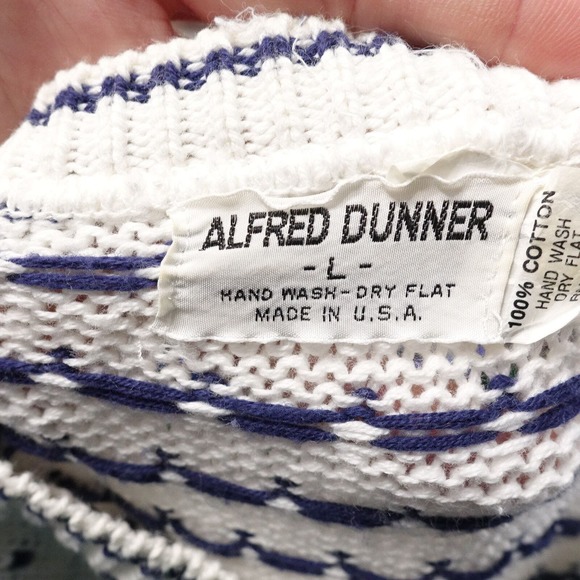 ALFRED DUNNER
-L-
HAND WASH-DRY FLAT
MADE IN U.S.A.
100% COTTON
HAND WASH
DRY FLAT